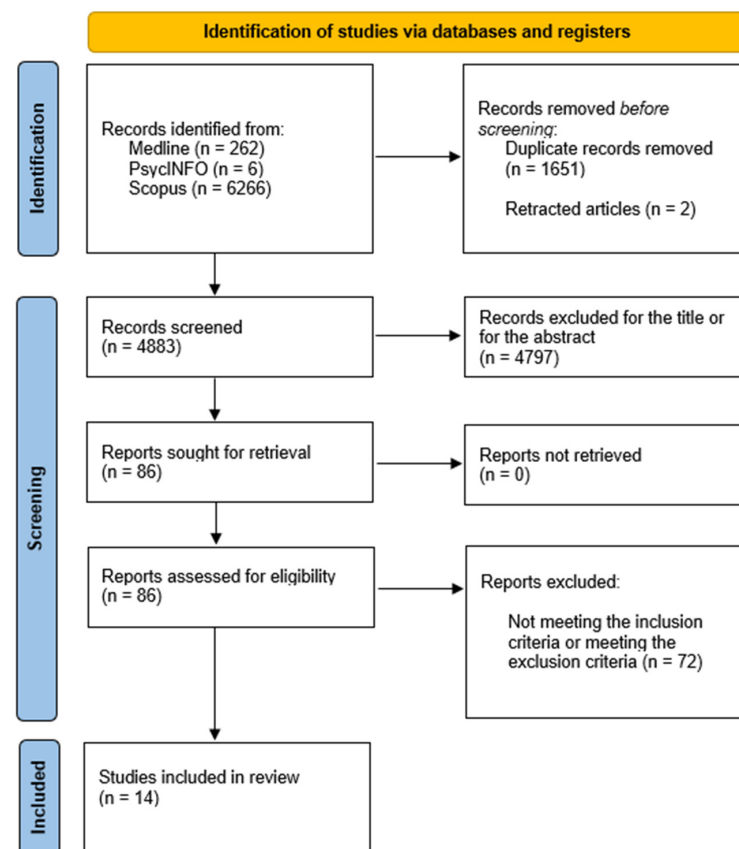 Identification of studies via databases and registers
Identification
Records identified from:
Medline (n = 262)
PsycINFO (n = 6)
Scopus (n = 6266)
Records removed before
screening:
Duplicate records removed
(n = 1651)
Retracted articles (n = 2)
Screening
Records screened
(n = 4883)
Records excluded for the title or
for the abstract
(n = 4797)
Reports sought for retrieval
(n = 86)
Reports not retrieved
(n = 0)
Reports assessed for eligibility
(n = 86)
Reports excluded:
Not meeting the inclusion
criteria or meeting the
exclusion criteria (n = 72)
Included
Studies included in review
(n = 14)